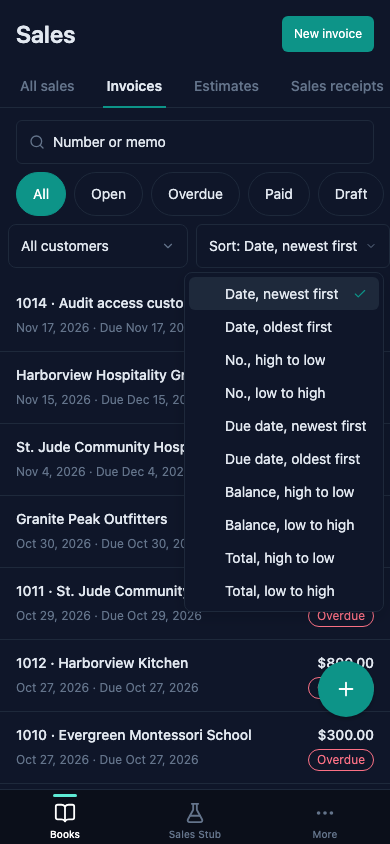 Sales
New invoice
All sales
Invoices
Estimates
Sales receipts
Number or memo
All
Open
Overdue
Paid
Draft
All customers
Sort: Date, newest first
Date, newest first
Date, oldest first
No., high to low
No., low to high
Due date, newest first
Due date, oldest first
Balance, high to low
Balance, low to high
Total, high to low
Total, low to high
1014 · Audit access custo
Nov 17, 2026 · Due Nov 17, 20
Harborview Hospitality Gr
Nov 15, 2026 · Due Dec 15, 20
St. Jude Community Hosp
Nov 4, 2026 · Due Dec 4, 202
Granite Peak Outfitters
Oct 30, 2026 · Due Oct 30, 20
1011 · St. Jude Community
Oct 29, 2026 · Due Oct 29, 2026
Overdue
1012 · Harborview Kitchen
Oct 27, 2026 · Due Oct 27, 2026
1010 · Evergreen Montessori School
$300.00
Oct 27, 2026 · Due Oct 27, 2026
Overdue
Books
Sales Stub
More